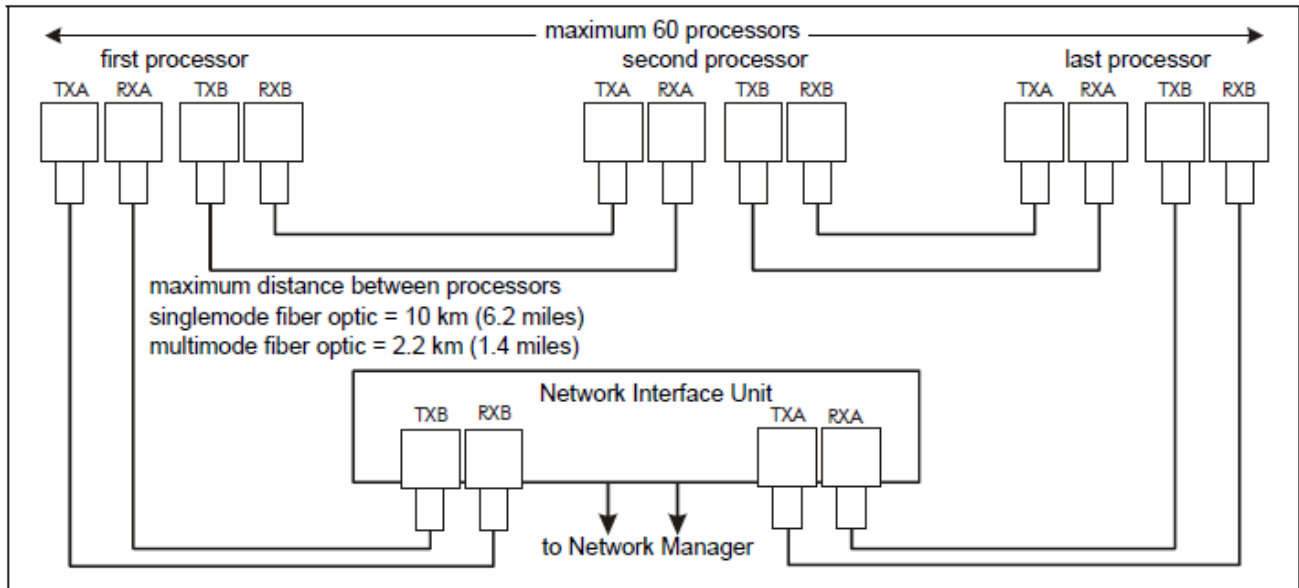 maximum 60 processors
first processor
second processor
last processor
TXA RXA TXB RXB
TXA RXA TXB RXB
TXA RXA TXB RXB
maximum distance between processors
singlemode fiber optic = 10 km (6.2 miles)
multimode fiber optic = 2.2 km (1.4 miles)
Network Interface Unit
TXB RXB
TXA RXA
to Network Manager